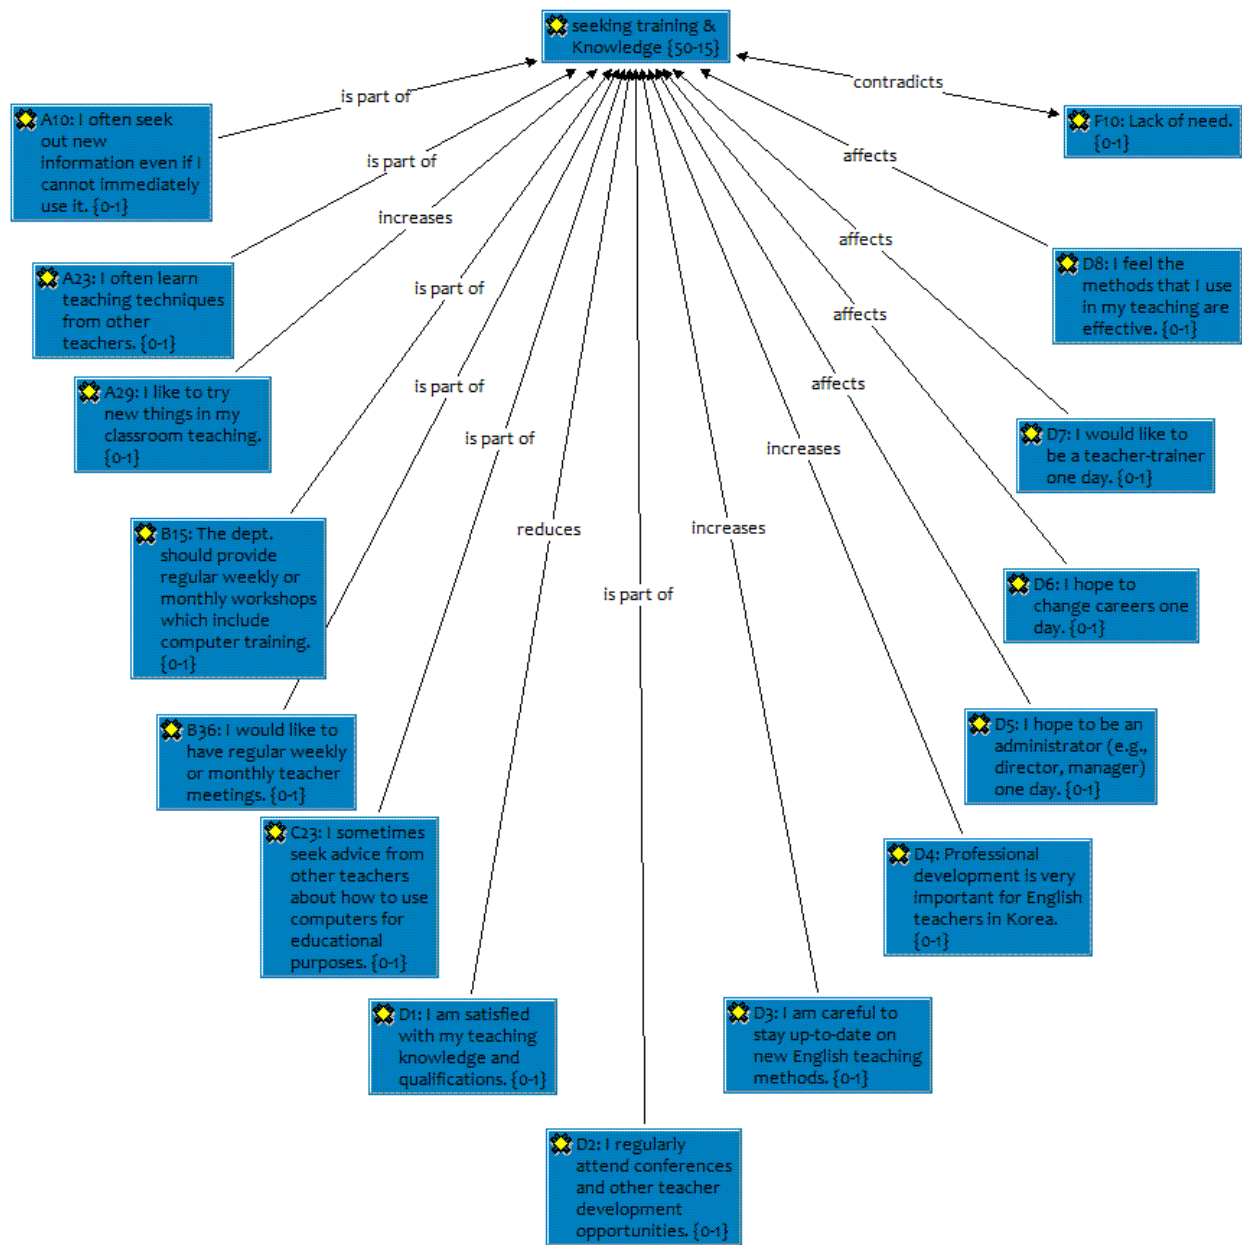 seeking training &
Knowledge {50-15}
contradicts
is part of
A10: I often seek
out new
information even if I
cannot immediately
use it. {0-1}
F10: Lack of need.
{0-1}
is part of
affects
increases
affects
A23: I often learn
teaching techniques
from other
teachers. {0-1}
D8: I feel the
methods that I use
in my teaching are
effective. {0-1}
is part of
affects
A29: I like to try
new things in my
classroom teaching.
{0-1}
is part of
affects
is part of
increases
D7: I would like to
be a teacher-trainer
one day. {0-1}
B15: The dept.
should provide
regular weekly or
monthly workshops
which include
computer training.
{0-1}
reduces
increases
is part of
D6: I hope to
change careers one
day. {0-1}
B36: I would like to
have regular weekly
or monthly teacher
meetings. {0-1}
D5: I hope to be an
administrator (e.g.,
director, manager)
one day. {0-1}
C23: I sometimes
seek advice from
other teachers
about how to use
computers for
educational
purposes. {0-1}
D4: Professional
development is very
important for English
teachers in Korea.
{0-1}
D1: I am satisfied
with my teaching
knowledge and
qualifications. {0-1}
D3: I am careful to
stay up-to-date on
new English teaching
methods. {0-1}
D2: I regularly
attend conferences
and other teacher
development
opportunities. {0-1}